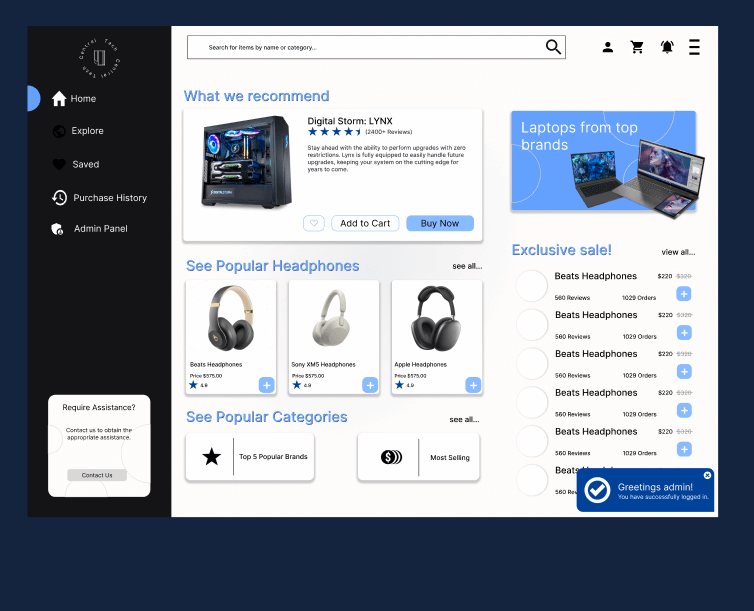 Central Tech Central Tech
Search for items by name or category...
Home
Explore
Saved
Purchase History
Admin Panel
Require Assistance?
Contact us to obtain the
appropriate assistance.
Contact Us
What we recommend
Digital Storm: LYNX
(2400+ Reviews)
Stay ahead with the ability to perform upgrades with zero
restrictions. Lynx is fully equipped to easily handle future
upgrades, keeping your system on the cutting edge for
years to come.
Add to Cart
Buy Now
See Popular Headphones
see all...
Beats Headphones
Price $575.00
4.9
Sony XM5 Headphones
Price $575.00
4.9
Apple Headphones
Price $575.00
4.9
See Popular Categories
see all...
Top 5 Popular Brands
Most Selling
Laptops from top
brands
Exclusive sale!
view all...
Beats Headphones $220 $320
560 Reviews 1029 Orders
Beats Headphones $220 $320
560 Reviews 1029 Orders
Beats Headphones $220 $320
560 Reviews 1029 Orders
Beats Headphones $220 $320
560 Reviews 1029 Orders
Beats Headphones $220 $320
560 Reviews 1029 Orders
Greetings admin!
You have successfully logged in.